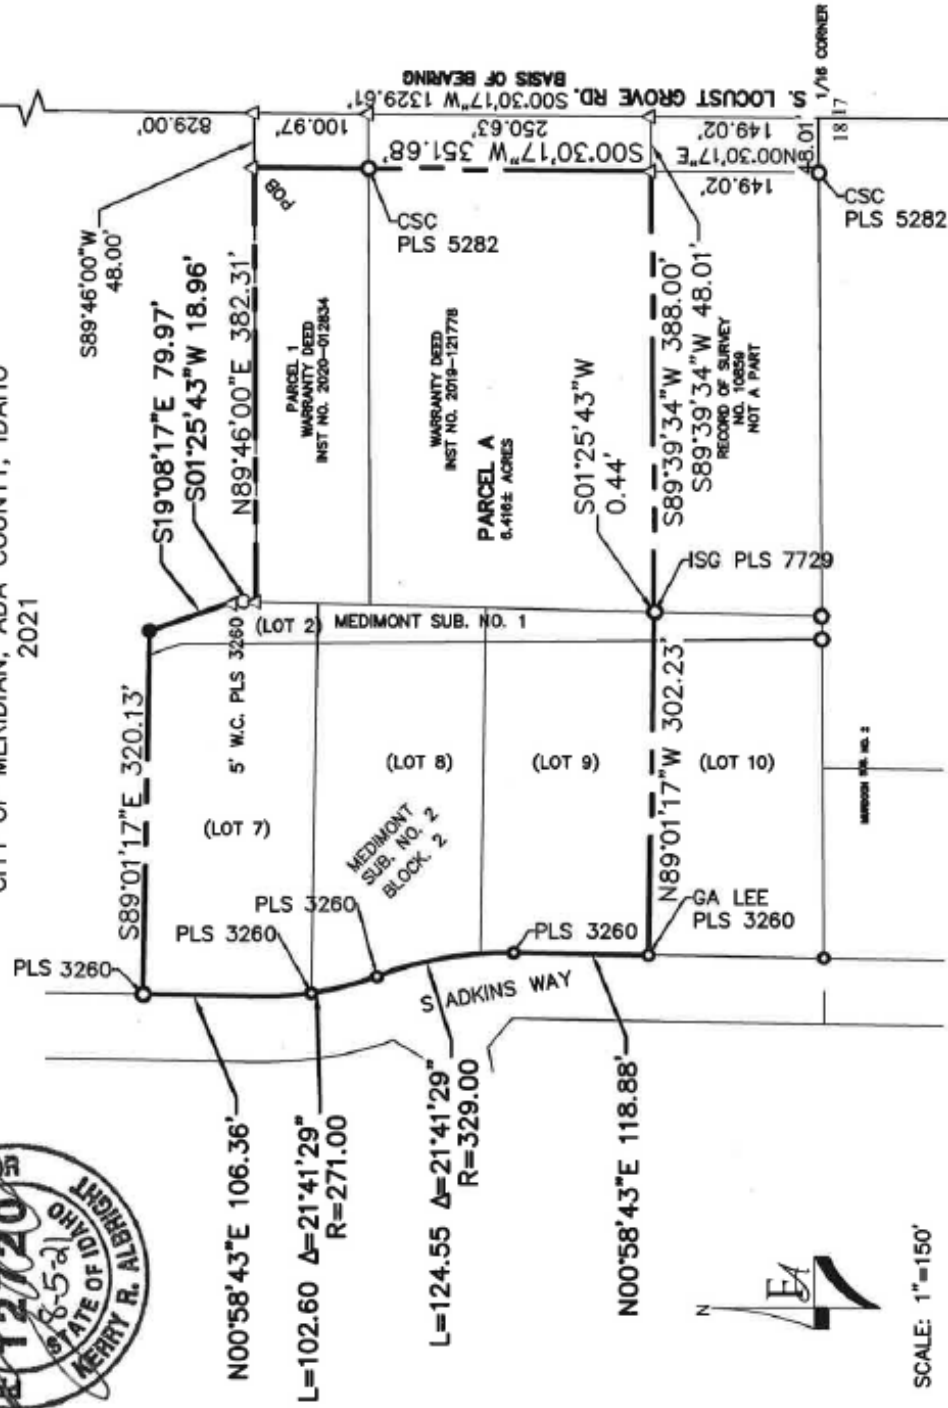 CITY OF MERIDIAN, ADA COUNTY, IDAHO
2021
STATE OF IDAHO
KERRY R. ALBRIGHT
8-5-21
S89°46'00"W
48.00'
829.00'
100.97'
250.63'
149.02'
S. LOCUST GROVE RD. S00°30'17"W 1329.61'
BASIS OF BEARING
S00°30'17"W 351.68'
N00°30'17"E
149.02'
48.01'
1/16 CORNER
18 17
POB
CSC
PLS 5282
CSC
PLS 5282
S19°08'17"E 79.97'
S01°25'43"W 18.96'
N89°46'00"E 382.31'
PARCEL 1
WARRANTY DEED
INST NO. 2020-012834
WARRANTY DEED
INST NO. 2019-121778
PARCEL A
6.416± ACRES
S01°25'43"W
0.44'
S89°39'34"W 388.00'
S89°39'34"W 48.01'
RECORD OF SURVEY
NO. 10859
NOT A PART
ISG PLS 7729
S89°01'17"E 320.13'
5' W.C. PLS 3260
(LOT 2)
MEDIMONT SUB. NO. 1
(LOT 7)
(LOT 8)
(LOT 9)
(LOT 10)
MEDIMONT
SUB. NO. 2
BLOCK. 2
N89°01'17"W 302.23'
PLS 3260
PLS 3260
PLS 3260
PLS 3260
GA LEE
PLS 3260
S ADKINS WAY
N00°58'43"E 106.36'
L=102.60 Δ=21°41'29"
R=271.00
L=124.55 Δ=21°41'29"
R=329.00
N00°58'43"E 118.88'
N
EA
SCALE: 1"=150'